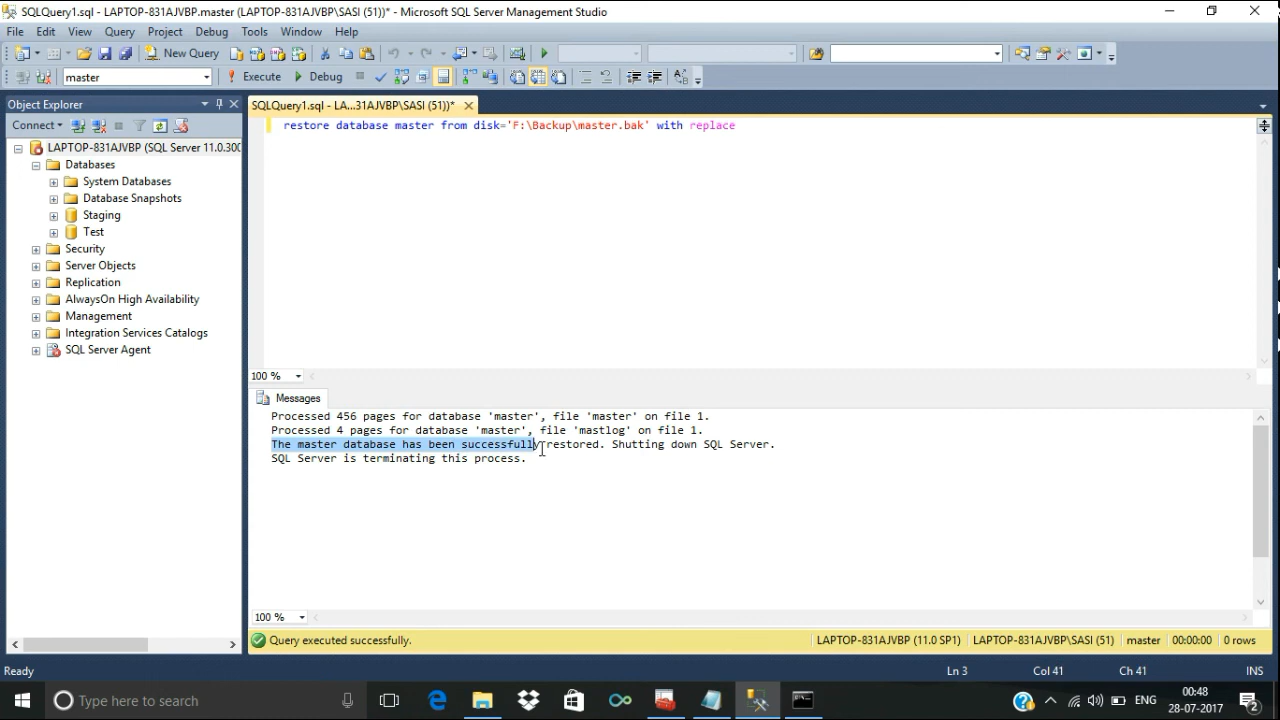 SQLQuery1.sql - LAPTOP-831AJVBP.master (LAPTOP-831AJVBP\SASI (51))* - Microsoft SQL Server Management Studio
File Edit View Query Project Debug Tools Window Help
New Query
master Execute Debug
Object Explorer
SQLQuery1.sql - LA...31AJVBP\SASI (51))*
Connect
restore database master from disk='F:\Backup\master.bak' with replace
LAPTOP-831AJVBP (SQL Server 11.0.300
Databases
System Databases
Database Snapshots
Staging
Test
Security
Server Objects
Replication
AlwaysOn High Availability
Management
Integration Services Catalogs
SQL Server Agent
100 %
Messages
Processed 456 pages for database 'master', file 'master' on file 1.
Processed 4 pages for database 'master', file 'mastlog' on file 1.
The master database has been successfully restored. Shutting down SQL Server.
SQL Server is terminating this process.
100 %
Query executed successfully. LAPTOP-831AJVBP (11.0 SP1) LAPTOP-831AJVBP\SASI (51) master 00:00:00 0 rows
Ready Ln 3 Col 41 Ch 41 INS
Type here to search ENG 00:48
28-07-2017 2